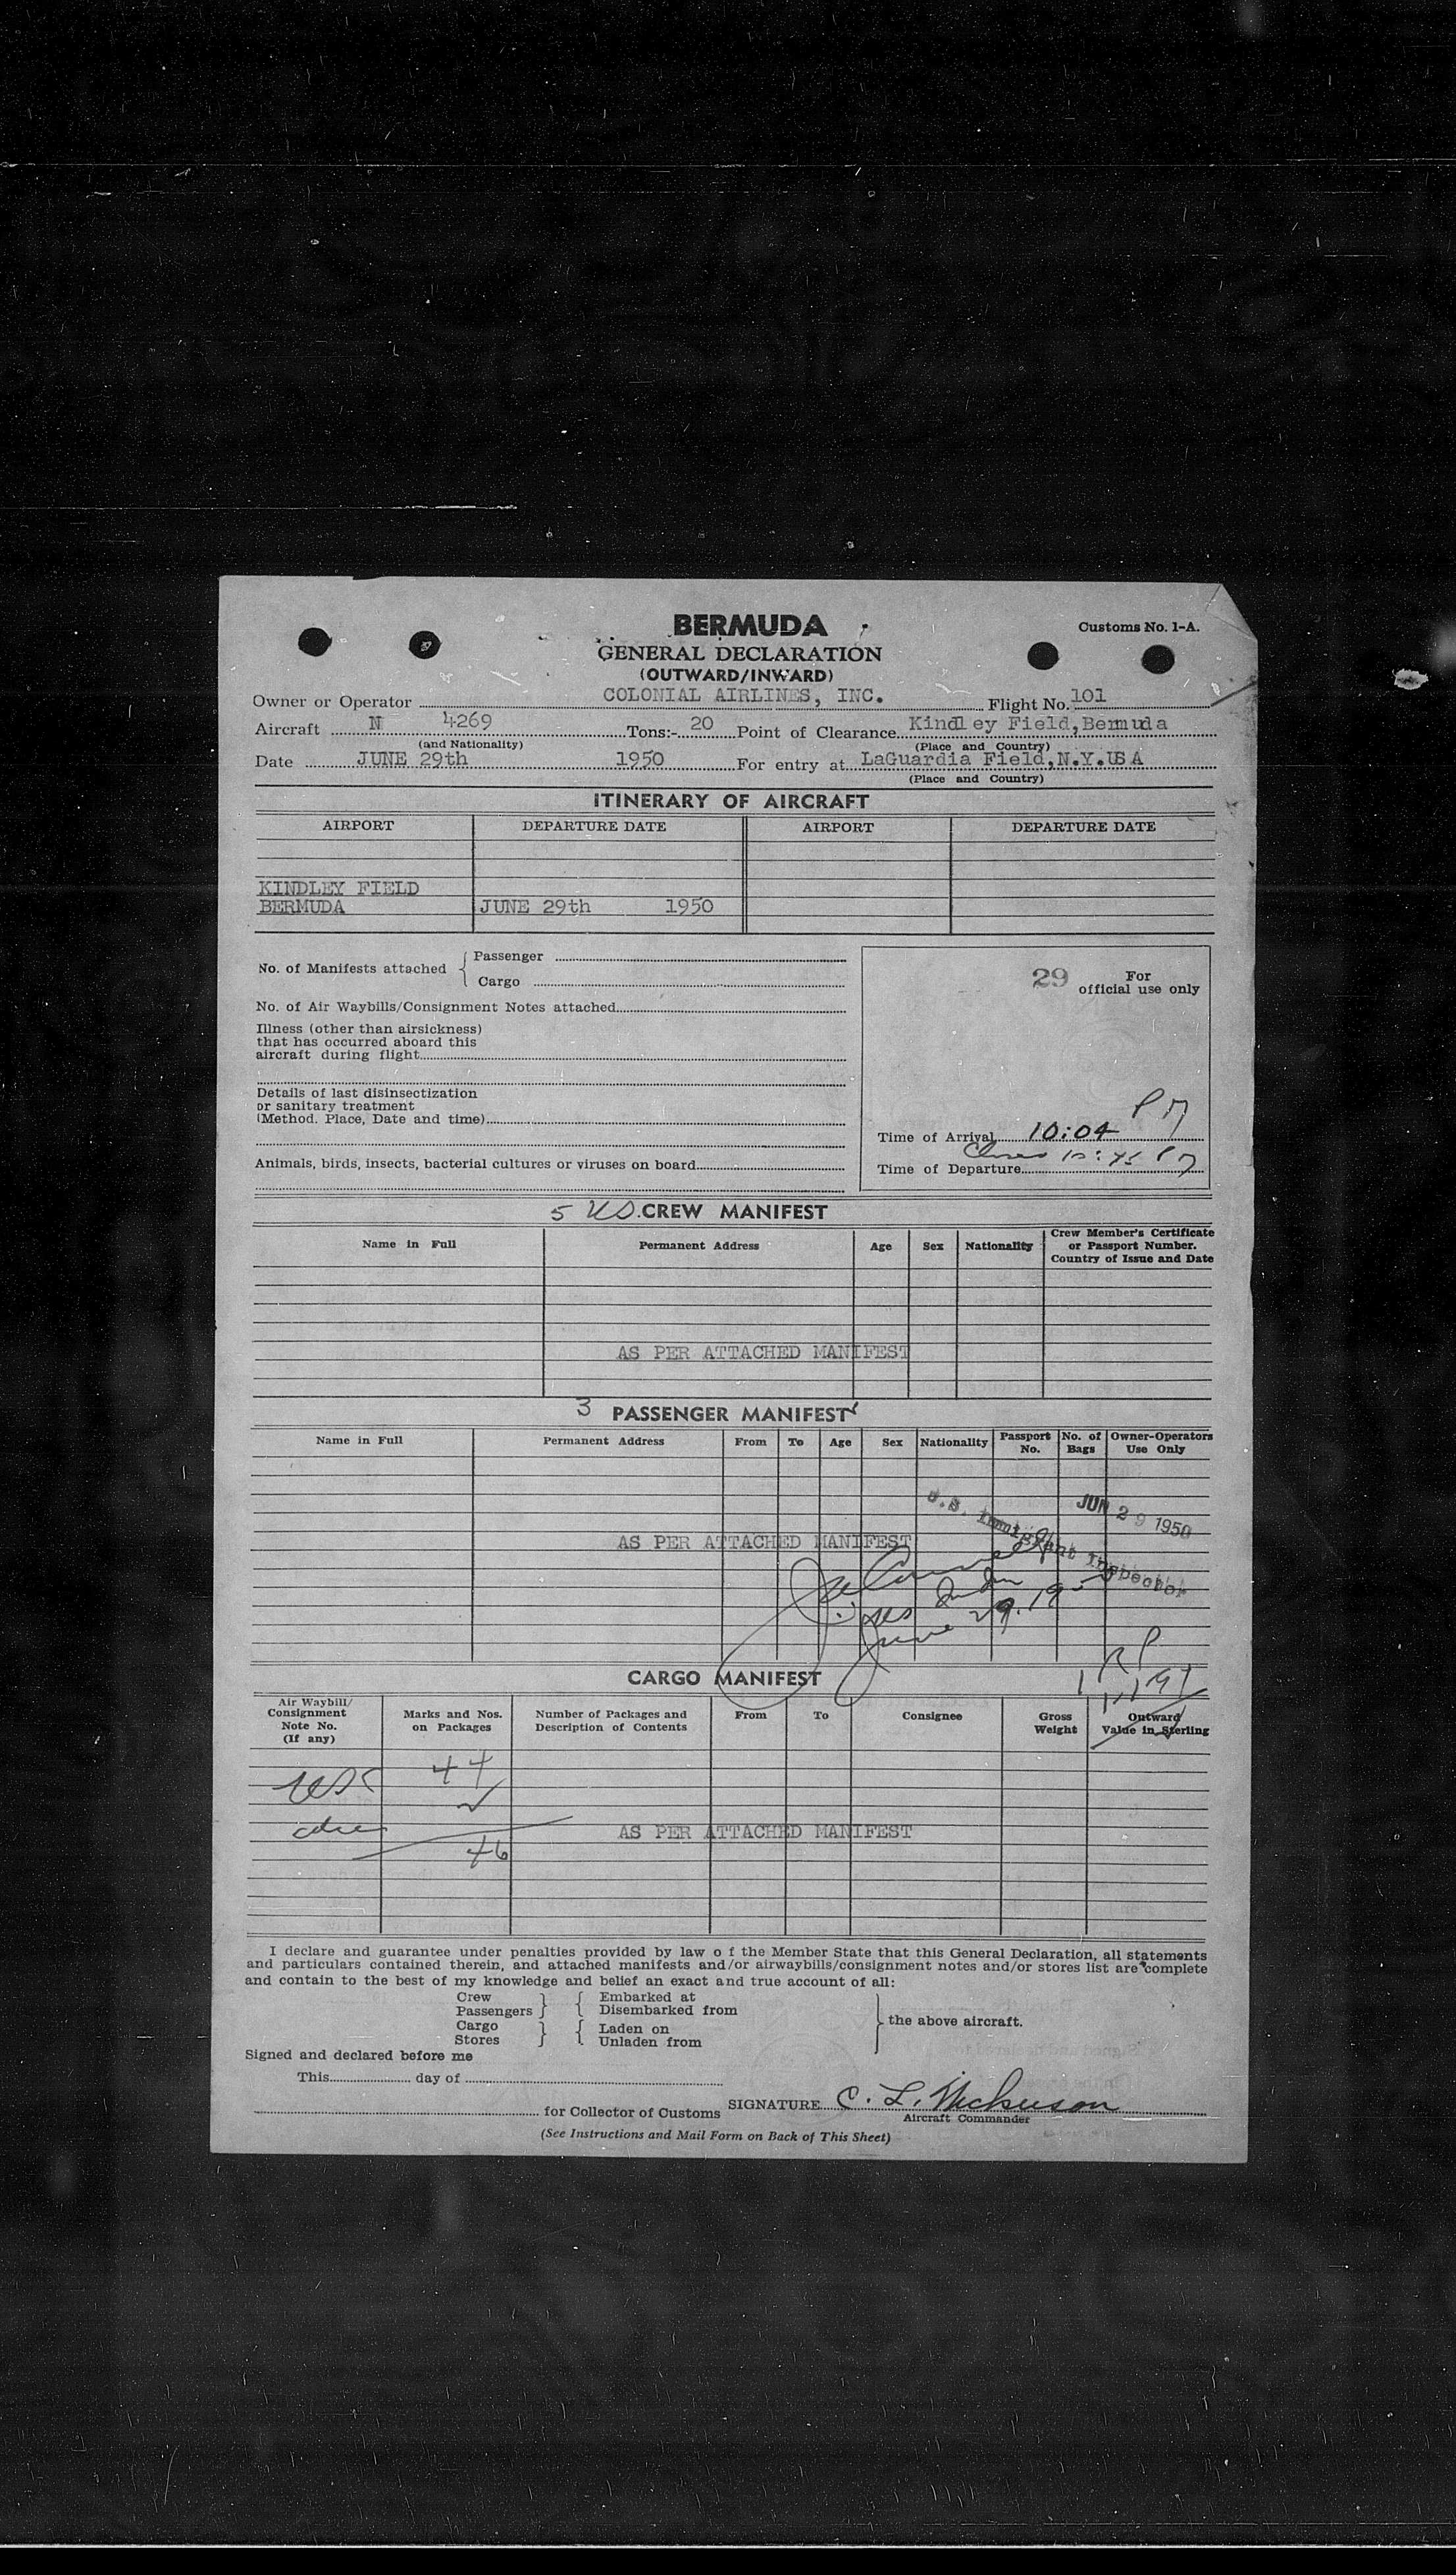 BERMUDA
Customs No. 1-A.
GENERAL DECLARATION
(OUTWARD/INWARD)
Owner or Operator COLONIAL AIRLINES, INC. Flight No. 101
Aircraft N 4269 Tons:- 20 Point of Clearance Kindley Field, Bermuda
(and Nationality) (Place and Country)
Date JUNE 29th 1950 For entry at LaGuardia Field, N.Y. USA
(Place and Country)
ITINERARY OF AIRCRAFT
AIRPORT DEPARTURE DATE AIRPORT DEPARTURE DATE
KINDLEY FIELD
BERMUDA JUNE 29th 1950
No. of Manifests attached { Passenger
Cargo
29 For
official use only
No. of Air Waybills/Consignment Notes attached
Illness (other than airsickness)
that has occurred aboard this
aircraft during flight
Details of last disinsectization
or sanitary treatment
(Method. Place, Date and time)
PM
Time of Arrival 10:04
Time of Departure
Animals, birds, insects, bacterial cultures or viruses on board
5 US. CREW MANIFEST
Name in Full Permanent Address Age Sex Nationality Crew Member's Certificate
or Passport Number.
Country of Issue and Date
AS PER ATTACHED MANIFEST
3 PASSENGER MANIFEST
Name in Full Permanent Address From To Age Sex Nationality Passport No. No. of Bags Owner-Operators Use Only
JUN 29 1950
U.S. Immigrant Inspector
AS PER ATTACHED MANIFEST
June 29, 1950
CARGO MANIFEST
Air Waybill/
Consignment
Note No.
(If any)
Marks and Nos.
on Packages
Number of Packages and
Description of Contents
From To Consignee Gross
Weight
Outward
Value in Sterling
44
AS PER ATTACHED MANIFEST
46
I declare and guarantee under penalties provided by law o f the Member State that this General Declaration, all statements
and particulars contained therein, and attached manifests and/or airwaybills/consignment notes and/or stores list are complete
and contain to the best of my knowledge and belief an exact and true account of all:
Crew } { Embarked at
Passengers } { Disembarked from
Cargo } { Laden on } the above aircraft.
Stores } { Unladen from
Signed and declared before me
This day of
for Collector of Customs SIGNATURE C. L. Nickerson
Aircraft Commander
(See Instructions and Mail Form on Back of This Sheet)